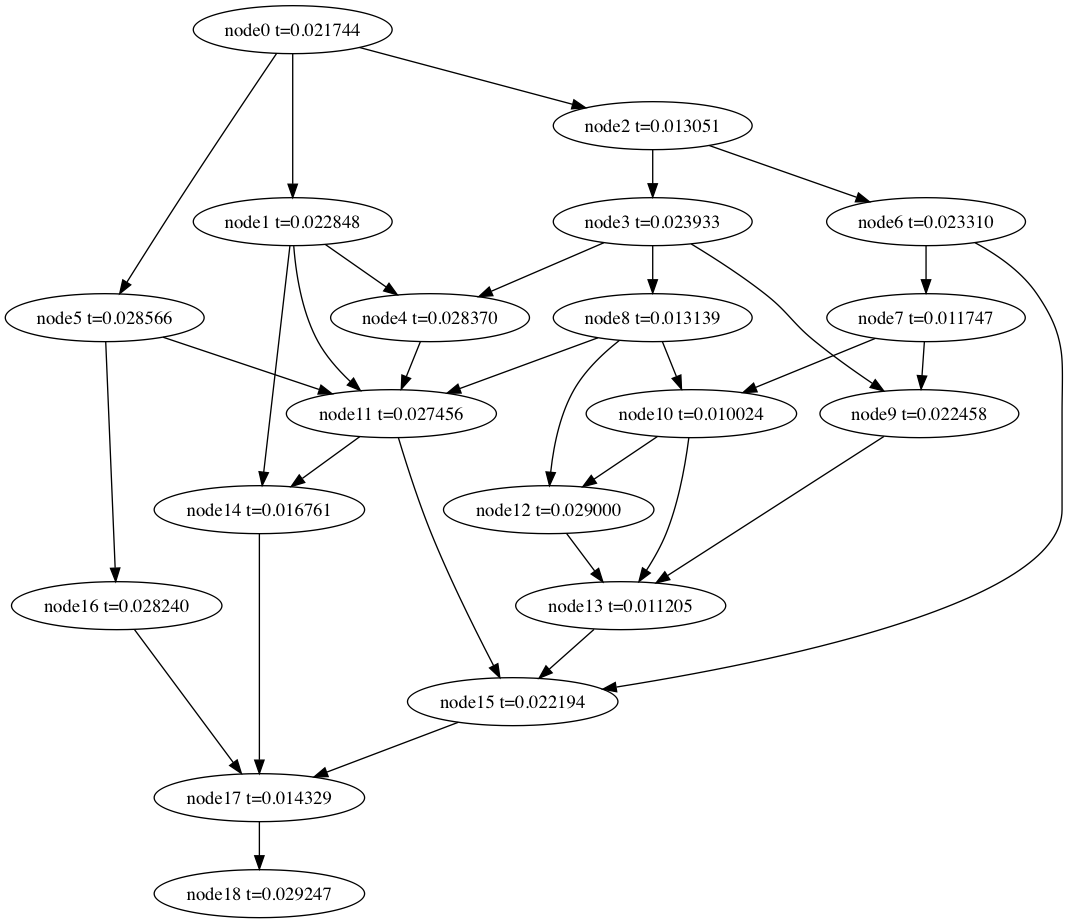 node0 t=0.021744
node2 t=0.013051
node1 t=0.022848
node3 t=0.023933
node6 t=0.023310
node5 t=0.028566
node4 t=0.028370
node8 t=0.013139
node7 t=0.011747
node11 t=0.027456
node10 t=0.010024
node9 t=0.022458
node14 t=0.016761
node12 t=0.029000
node16 t=0.028240
node13 t=0.011205
node15 t=0.022194
node17 t=0.014329
node18 t=0.029247